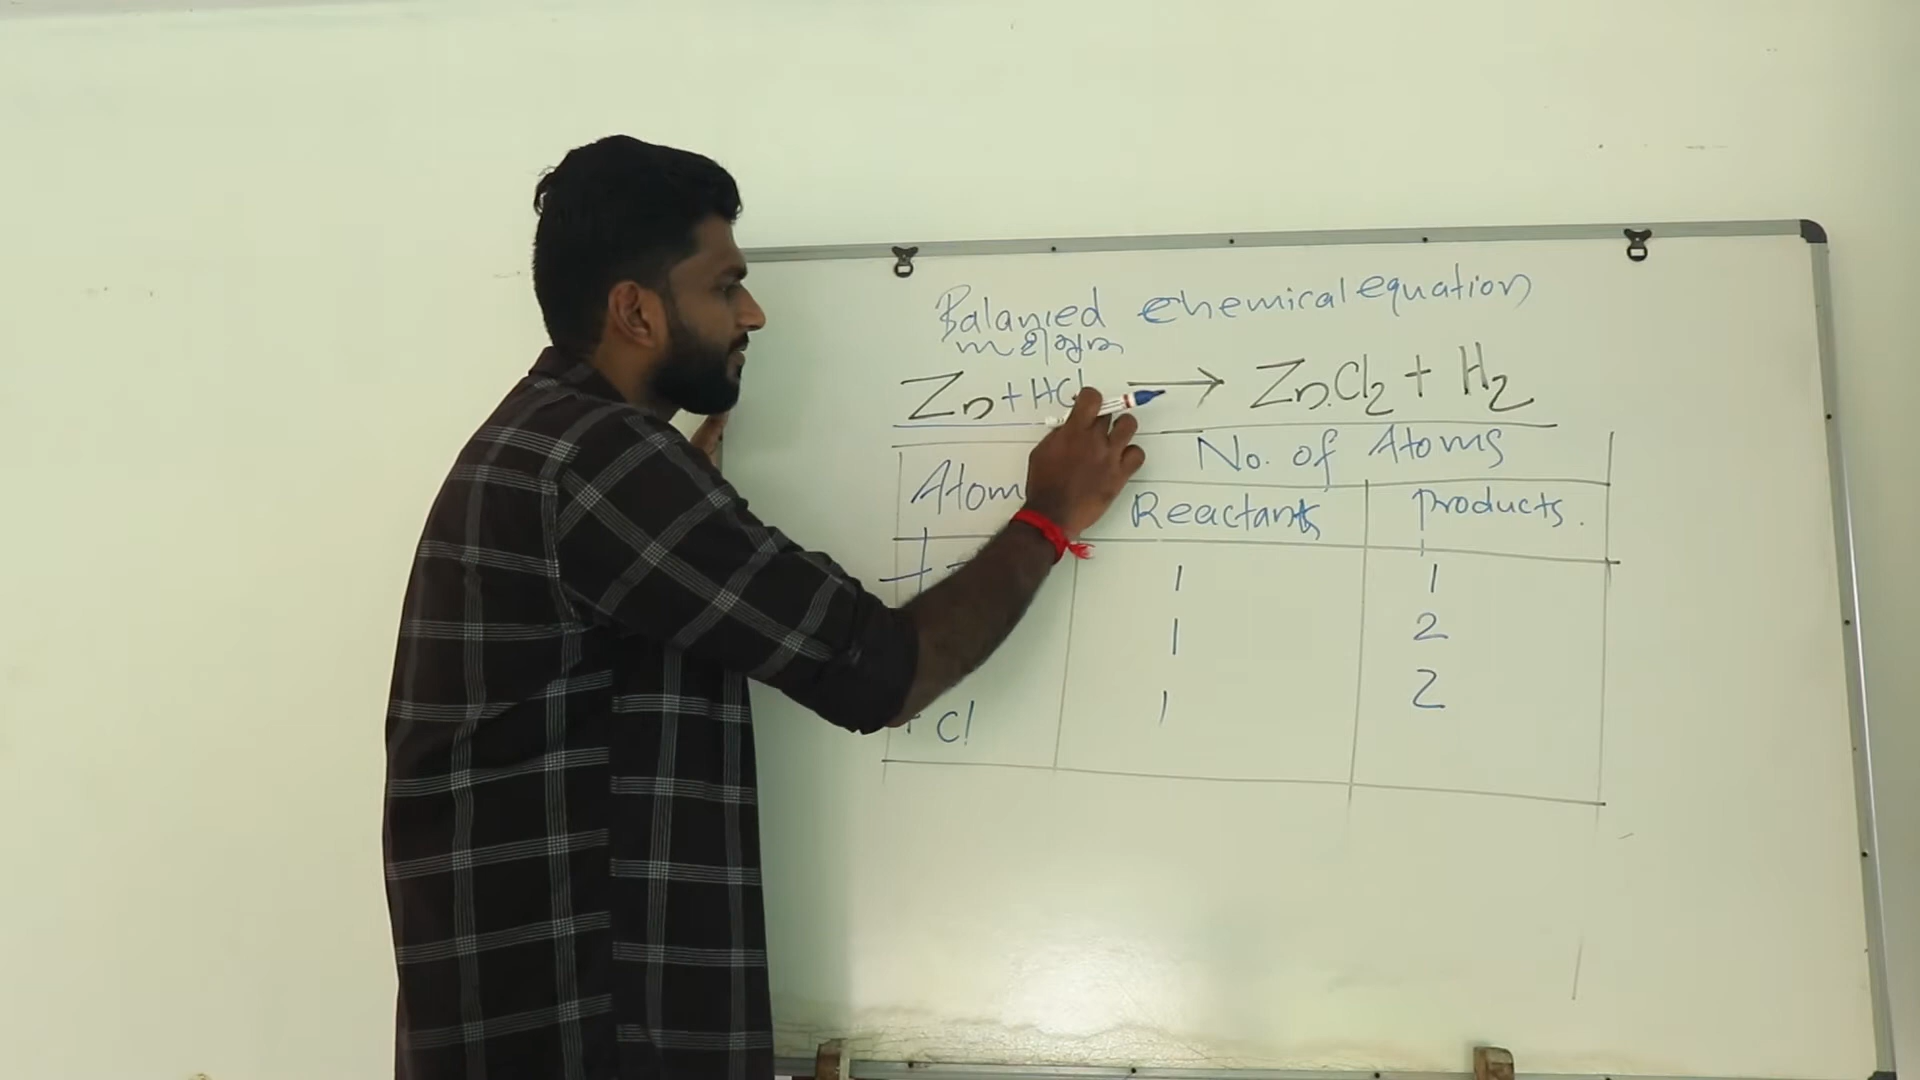 Balanced chemical equation
Zn + HCl → ZnCl2 + H2
No. of Atoms
Atom
Reactants
products.
1 1
1 2
Cl 1 2